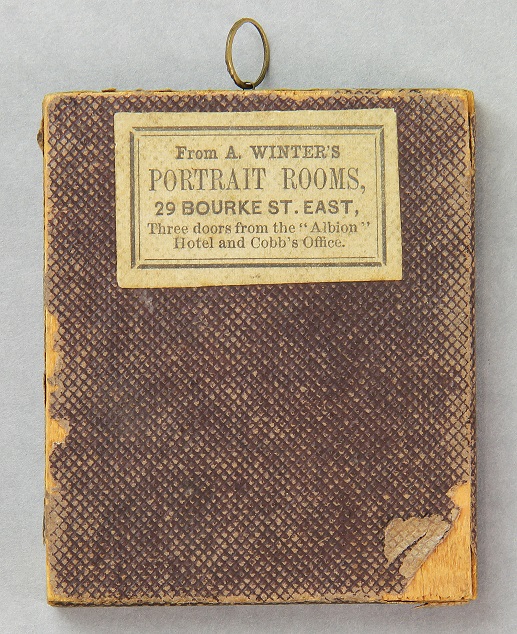 From A. WINTER'S
PORTRAIT ROOMS,
29 BOURKE ST. EAST,
Three doors from the "Albion"
Hotel and Cobb's Office.